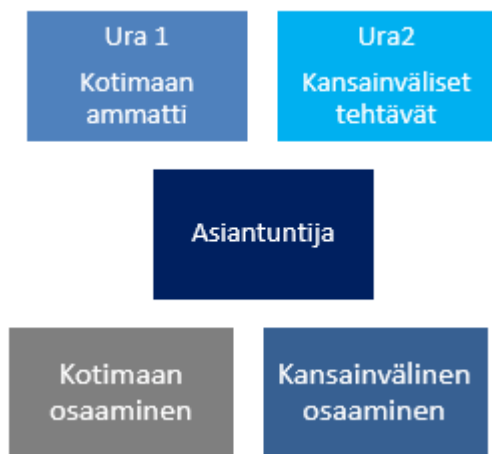 Ura 1
Kotimaan
ammatti
Ura2
Kansainväliset
tehtävät
Asiantuntija
Kotimaan
osaaminen
Kansainvälinen
osaaminen